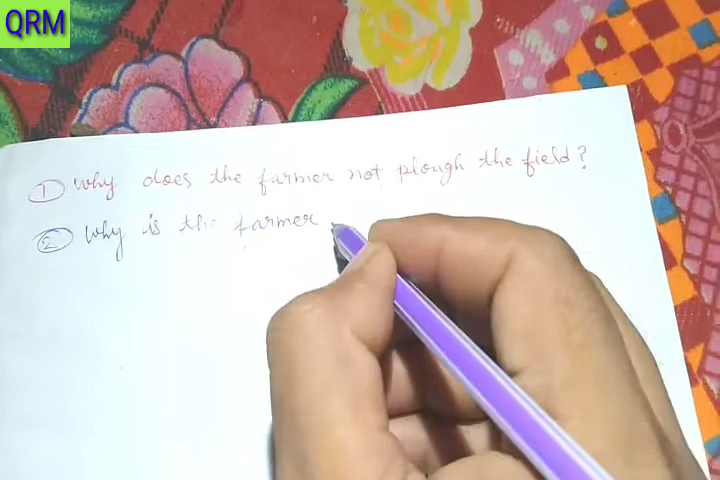 QRM
① Why does the farmer not plough the field?
② Why is the farmer